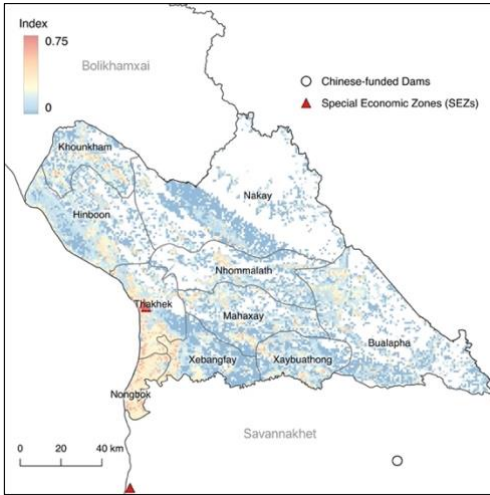 Index
0.75
0
Bolikhamxai
Chinese-funded Dams
Special Economic Zones (SEZs)
Khounkham
Nakay
Hinboon
Nhommalath
Thakhek
Mahaxay
Bualapha
Xebangfay
Xaybuathong
Nongbok
Savannakhet
0 20 40 km